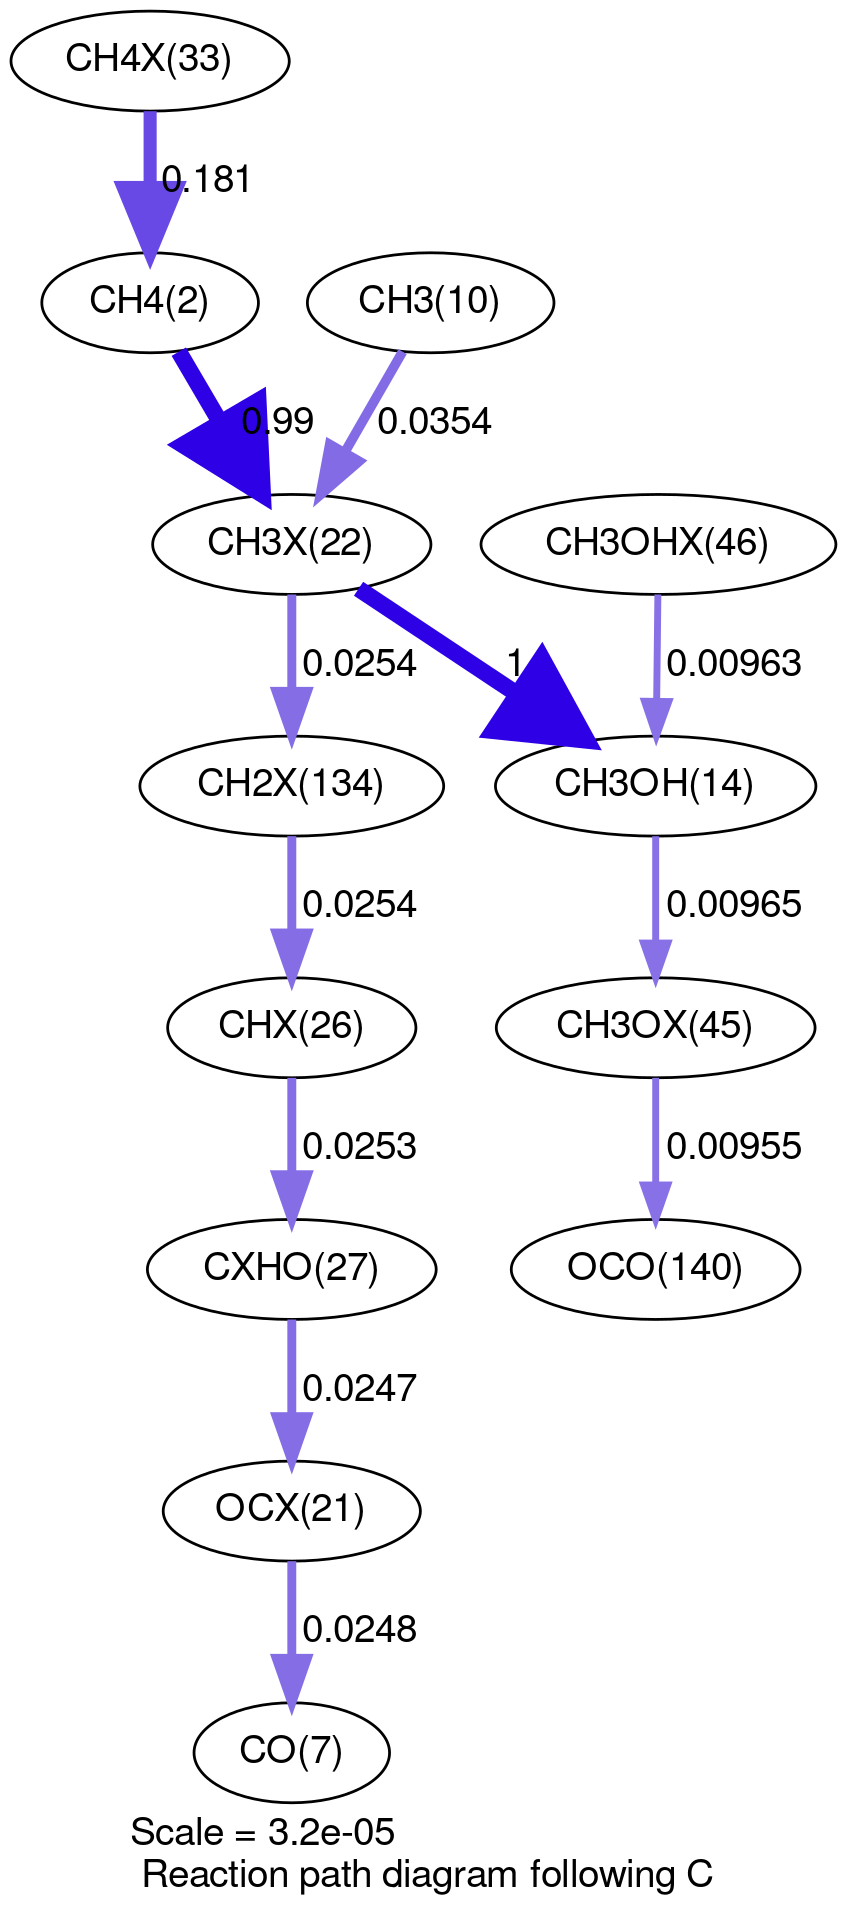 CH4X(33)
0.181
CH4(2)
CH3(10)
0.99
0.0354
CH3X(22)
CH3OHX(46)
0.0254
1
0.00963
CH2X(134)
CH3OH(14)
0.0254
0.00965
CHX(26)
CH3OX(45)
0.0253
0.00955
CXHO(27)
OCO(140)
0.0247
OCX(21)
0.0248
CO(7)
Scale = 3.2e-05
Reaction path diagram following C